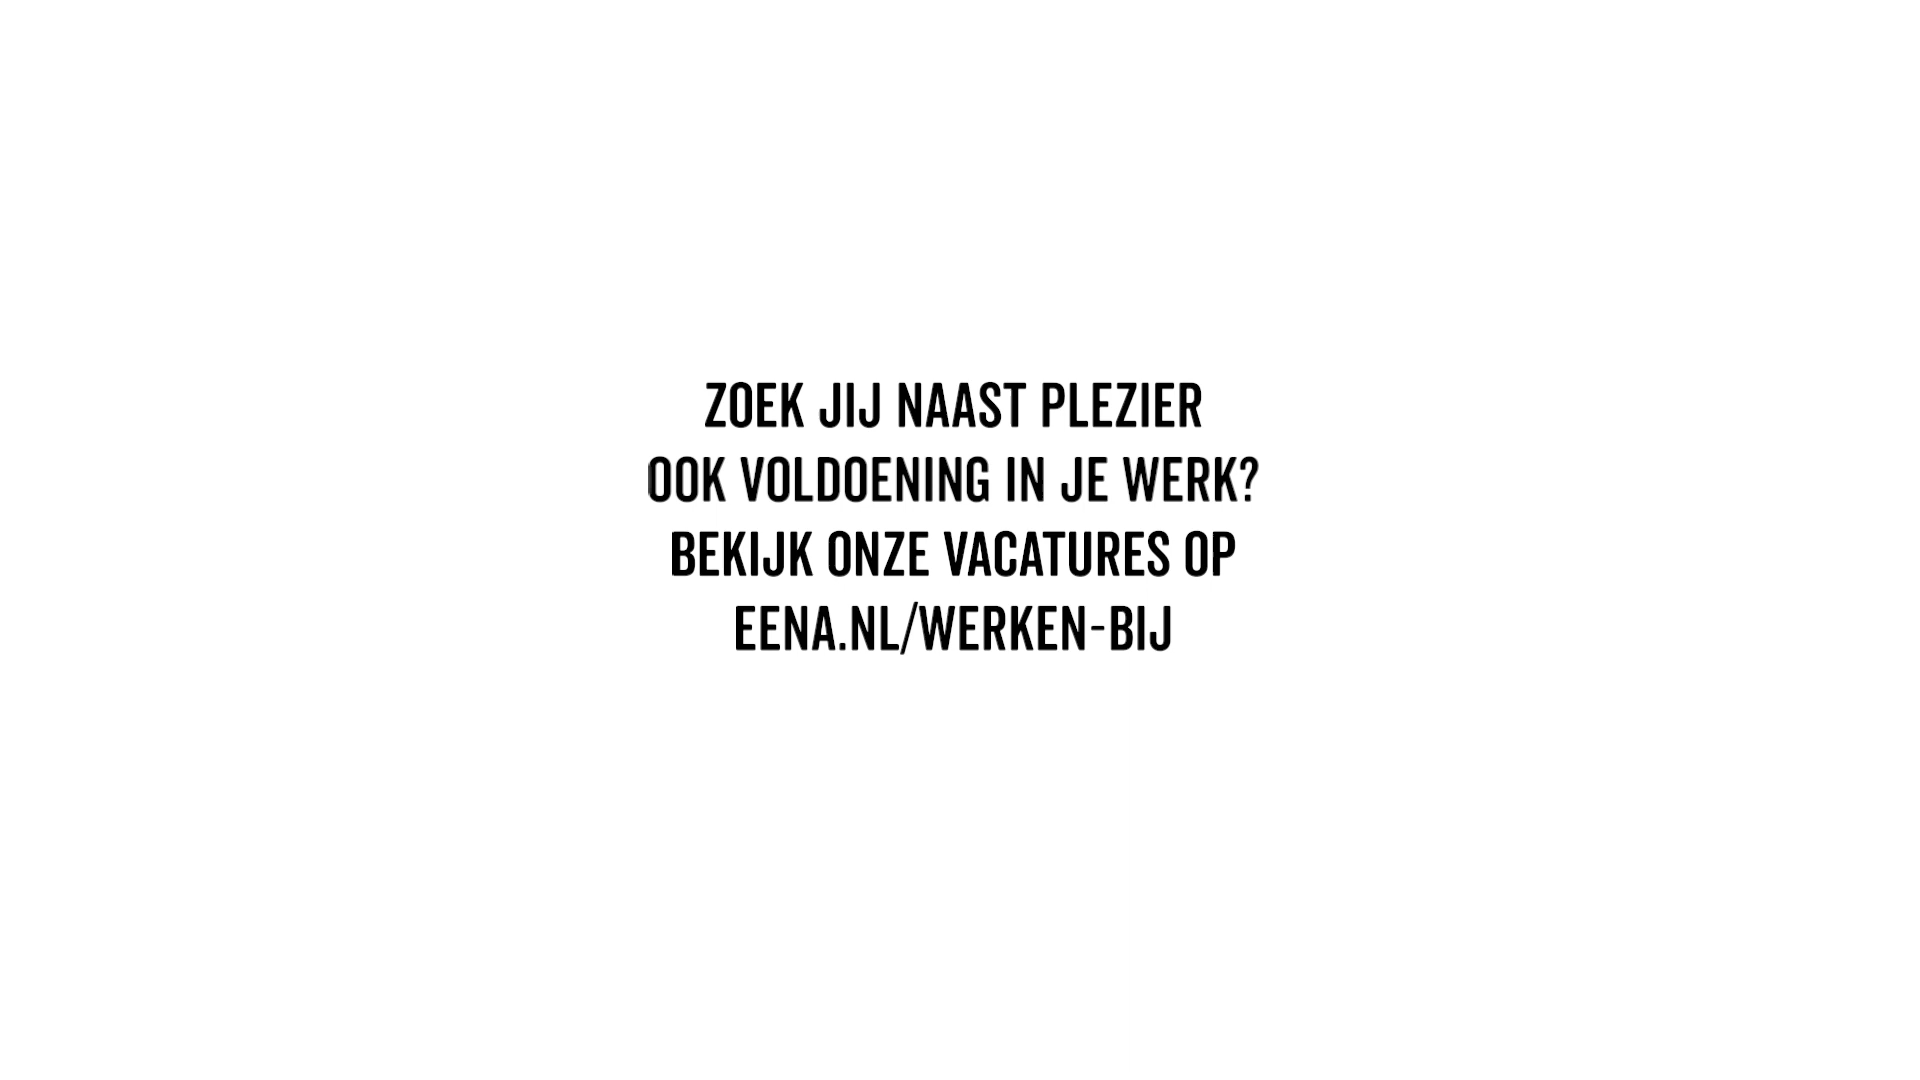 ZOEK JIJ NAAST PLEZIER
OOK VOLDOENING IN JE WERK?
BEKIJK ONZE VACATURES OP
EENA.NL/WERKEN-BIJ